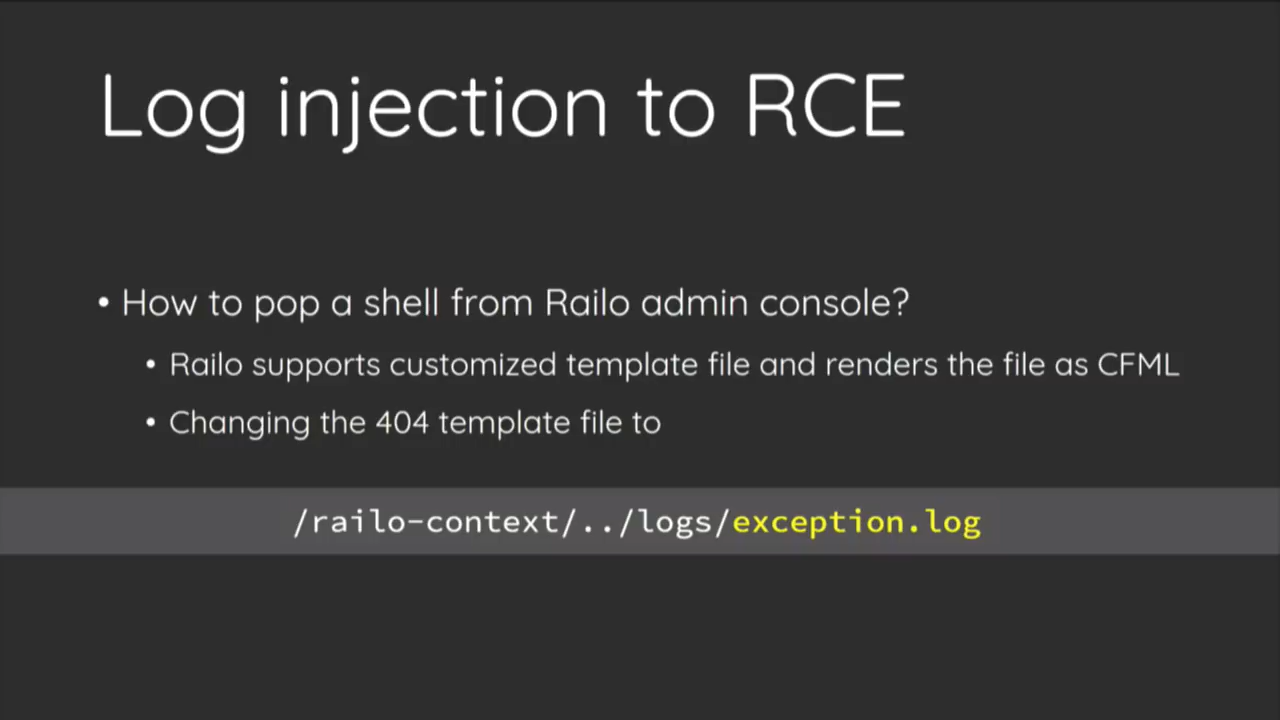 Log injection to RCE
• How to pop a shell from Railo admin console?
• Railo supports customized template file and renders the file as CFML
• Changing the 404 template file to
/railo-context/../logs/exception.log